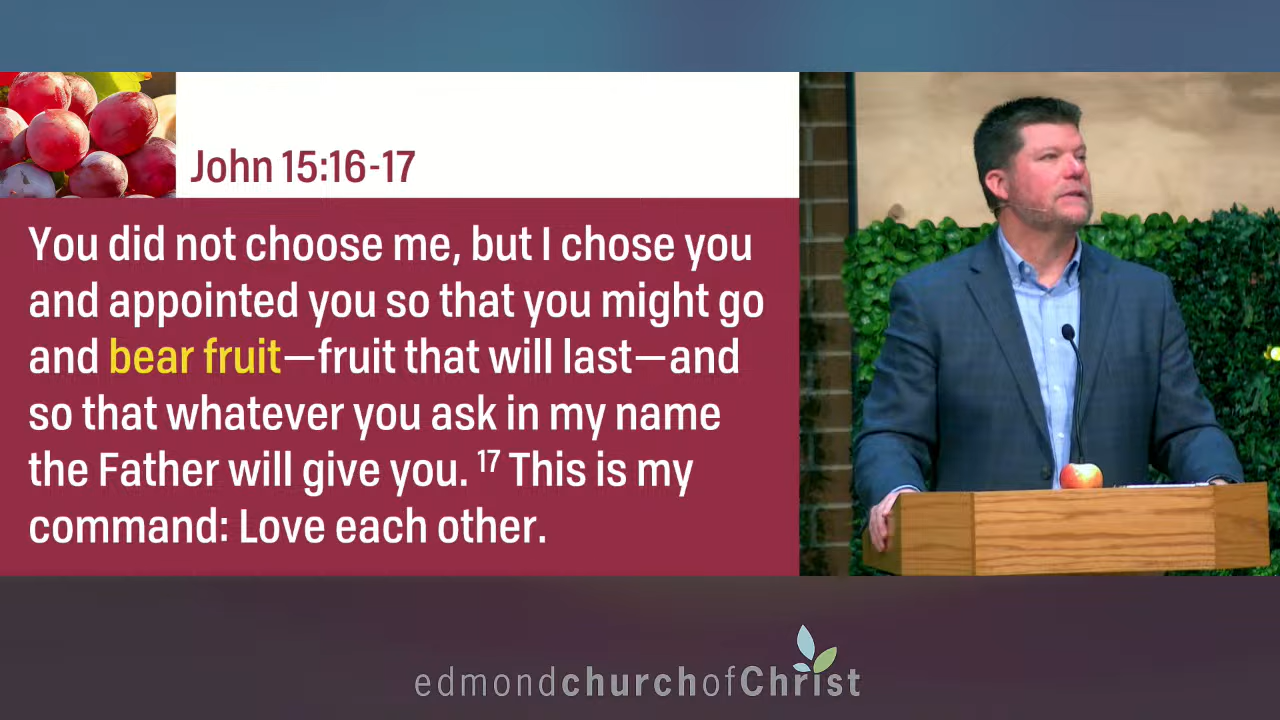 John 15:16-17
You did not choose me, but I chose you
and appointed you so that you might go
and bear fruit—fruit that will last—and
so that whatever you ask in my name
the Father will give you. 17 This is my
command: Love each other.
edmondchurchofChrist